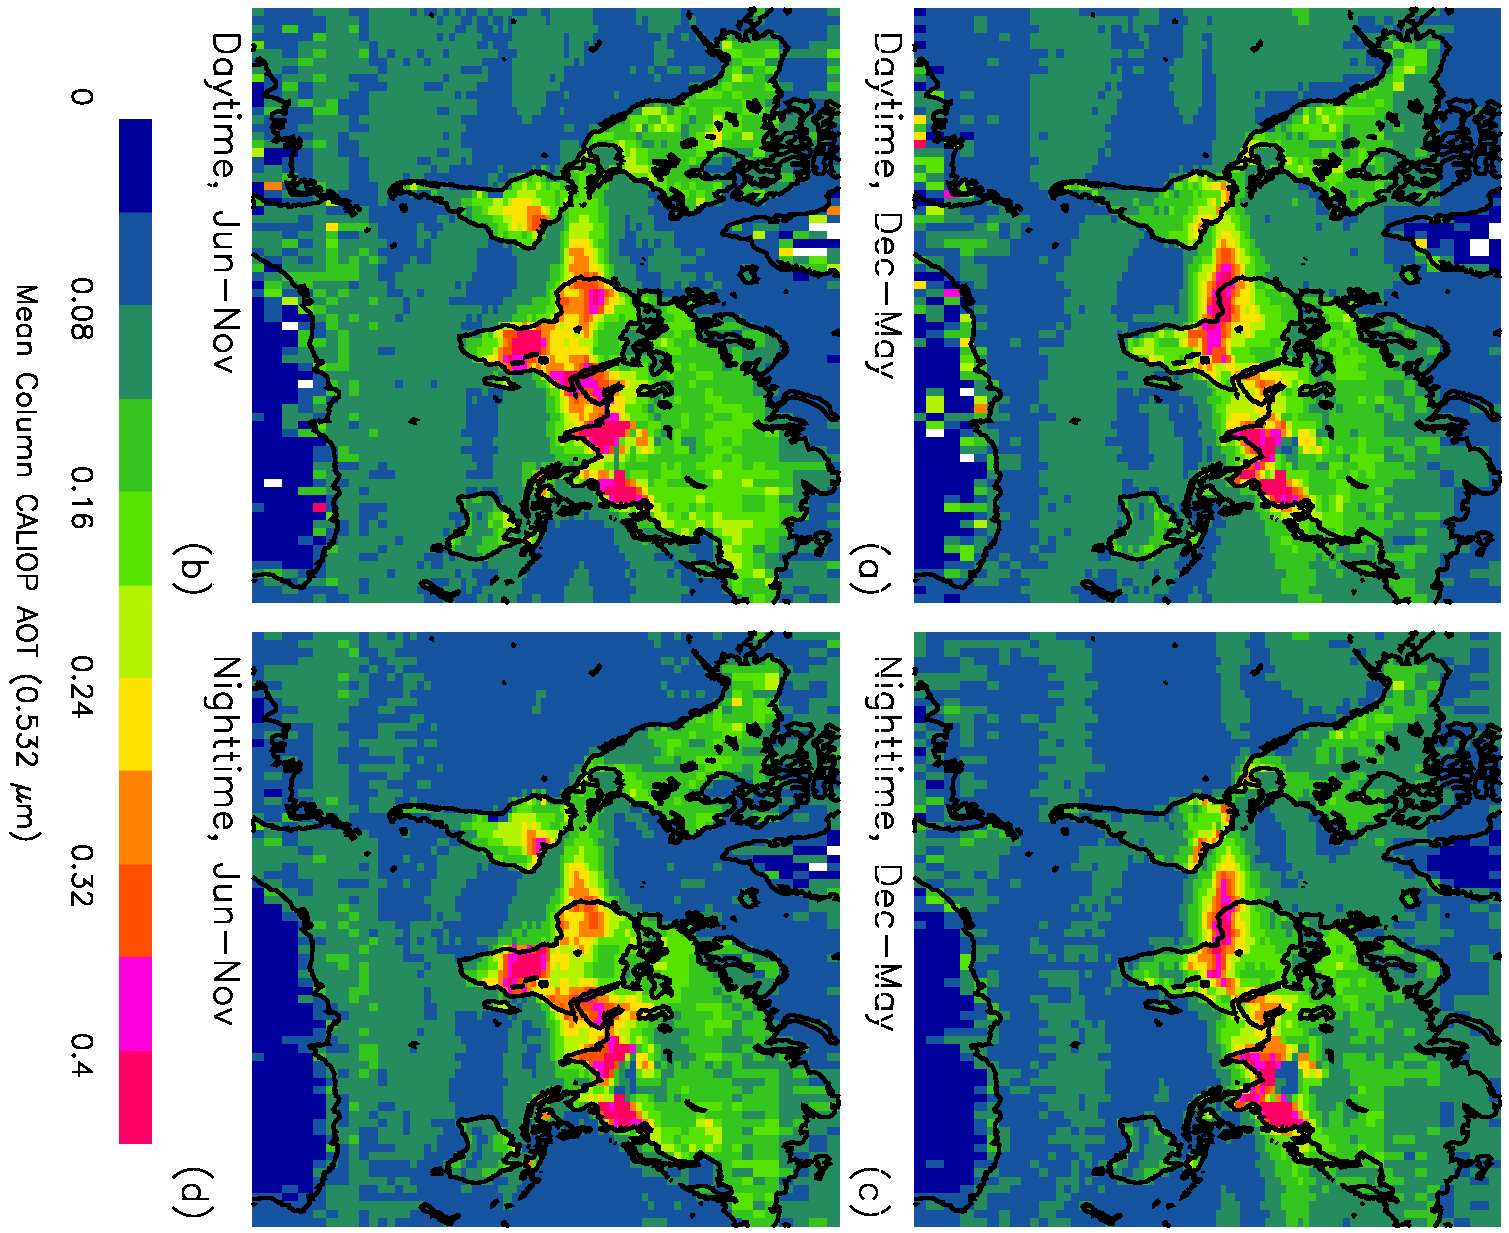 Daytime, Dec–May
(a)
Daytime, Jun–Nov
(b)
Nighttime, Dec–May
(c)
Nighttime, Jun–Nov
(d)
0 0.08 0.16 0.24 0.32 0.4
Mean Column CALIOP AOT (0.532 μm)